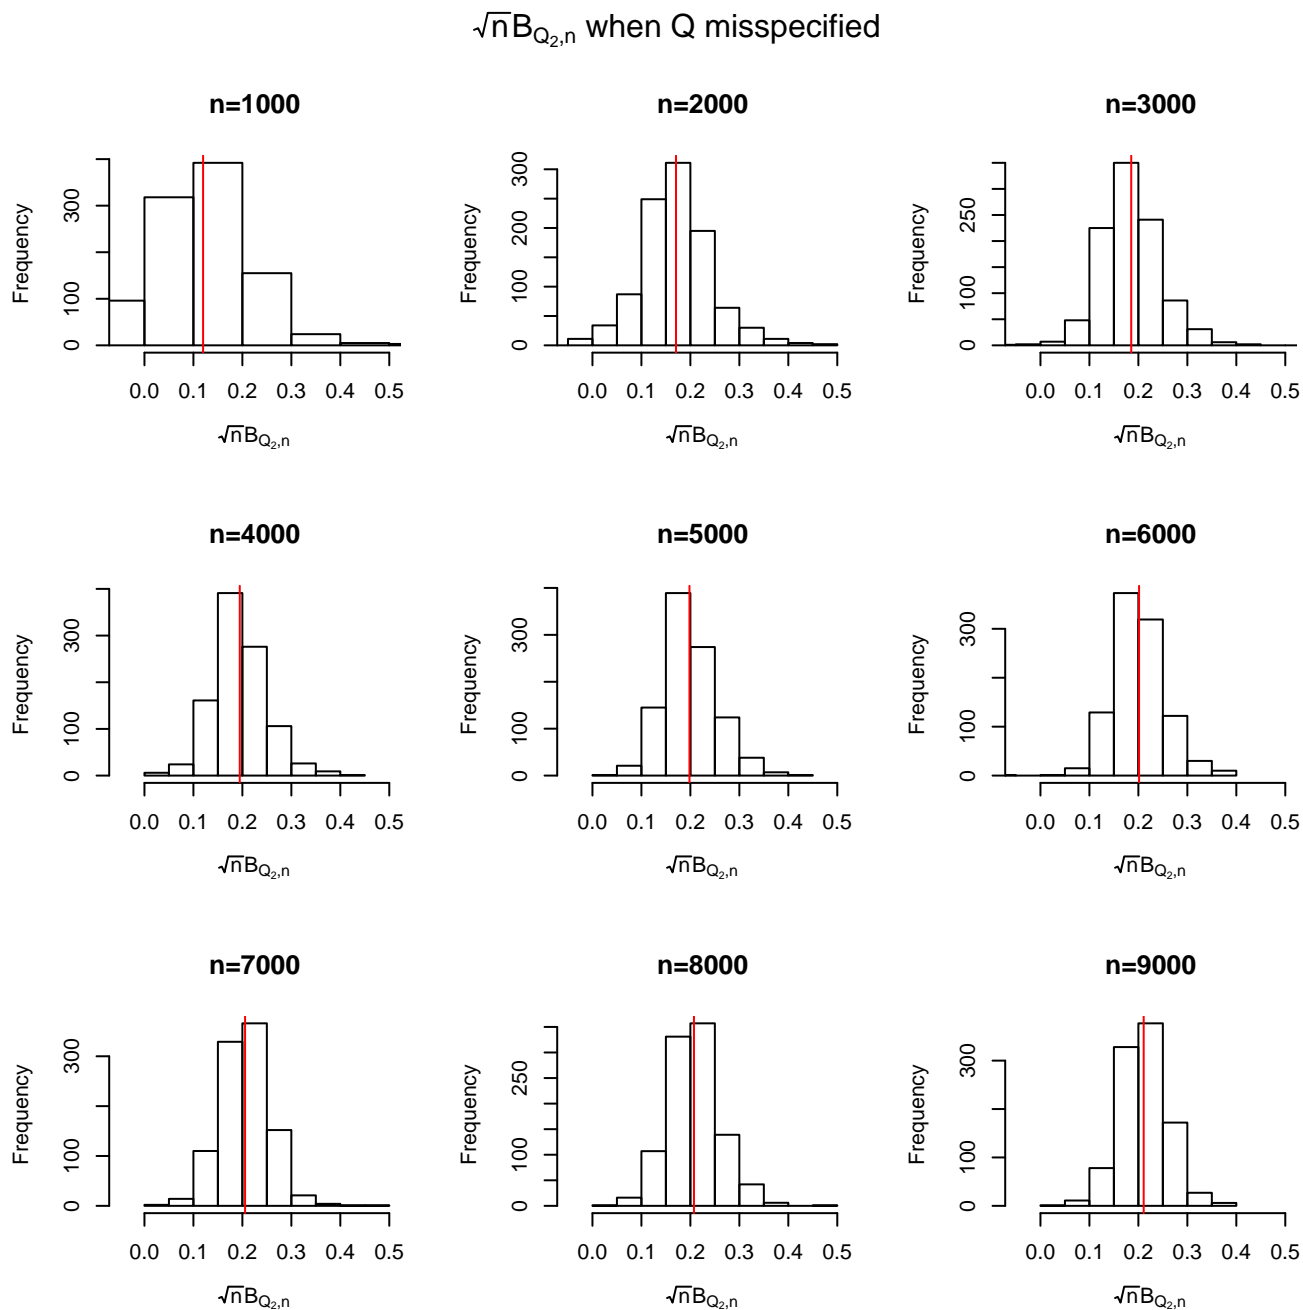 √nB_{Q₂,n} when Q misspecified
n=1000
Frequency
0 100 300
0.0 0.1 0.2 0.3 0.4 0.5
√nB_{Q₂,n}
n=2000
Frequency
0 100 200 300
0.0 0.1 0.2 0.3 0.4 0.5
√nB_{Q₂,n}
n=3000
Frequency
0 100 250
0.0 0.1 0.2 0.3 0.4 0.5
√nB_{Q₂,n}
n=4000
Frequency
0 100 300
0.0 0.1 0.2 0.3 0.4 0.5
√nB_{Q₂,n}
n=5000
Frequency
0 100 300
0.0 0.1 0.2 0.3 0.4 0.5
√nB_{Q₂,n}
n=6000
Frequency
0 100 300
0.0 0.1 0.2 0.3 0.4 0.5
√nB_{Q₂,n}
n=7000
Frequency
0 100 300
0.0 0.1 0.2 0.3 0.4 0.5
√nB_{Q₂,n}
n=8000
Frequency
0 100 250
0.0 0.1 0.2 0.3 0.4 0.5
√nB_{Q₂,n}
n=9000
Frequency
0 100 300
0.0 0.1 0.2 0.3 0.4 0.5
√nB_{Q₂,n}